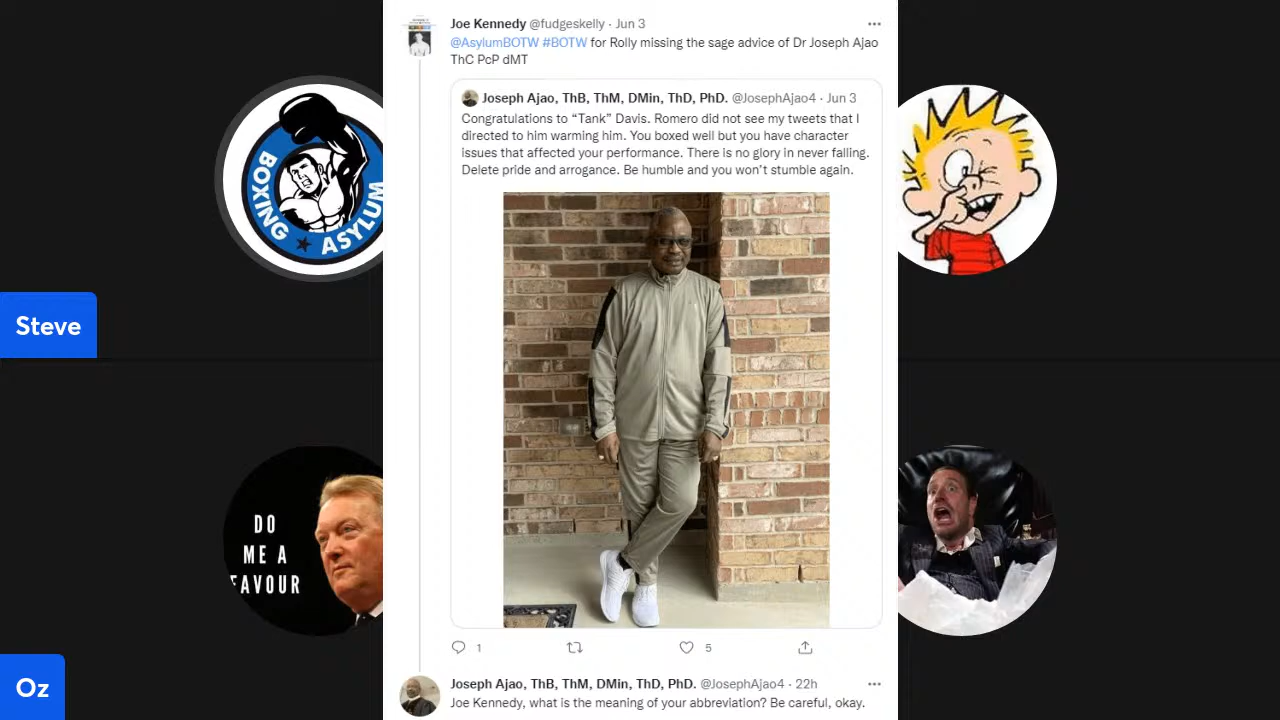 Joe Kennedy @fudgeskelly · Jun 3
@AsylumBOTW #BOTW for Rolly missing the sage advice of Dr Joseph Ajao
ThC PcP dMT
Joseph Ajao, ThB, ThM, DMin, ThD, PhD. @JosephAjao4 · Jun 3
Congratulations to “Tank” Davis. Romero did not see my tweets that I
directed to him warming him. You boxed well but you have character
issues that affected your performance. There is no glory in never falling.
Delete pride and arrogance. Be humble and you won't stumble again.
1
5
Joseph Ajao, ThB, ThM, DMin, ThD, PhD. @JosephAjao4 · 22h
Joe Kennedy, what is the meaning of your abbreviation? Be careful, okay.
BOXING ★ ASYLUM
Steve
DO
ME A
FAVOUR
Oz